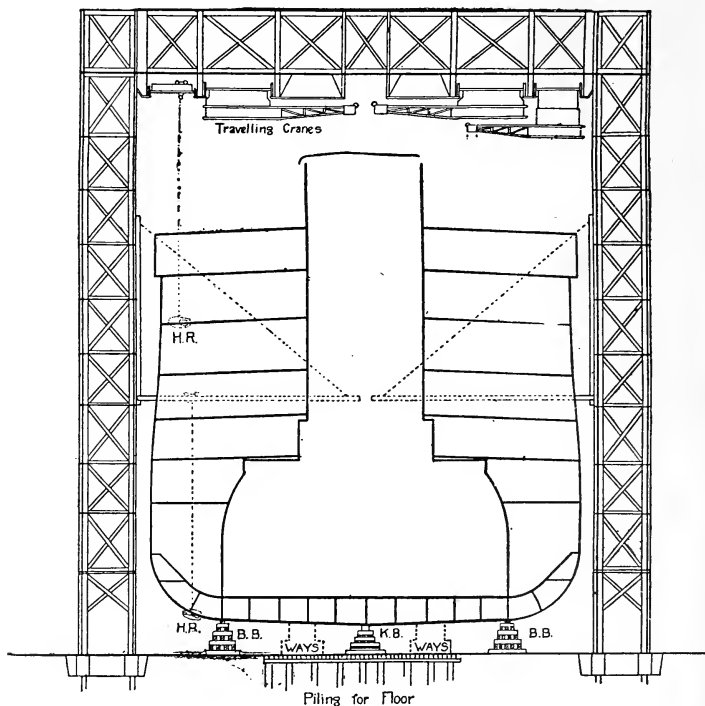 Travelling Cranes
H.R.
H.R.
B.B.
WAYS
K.B.
WAYS
B.B.
Piling for Floor